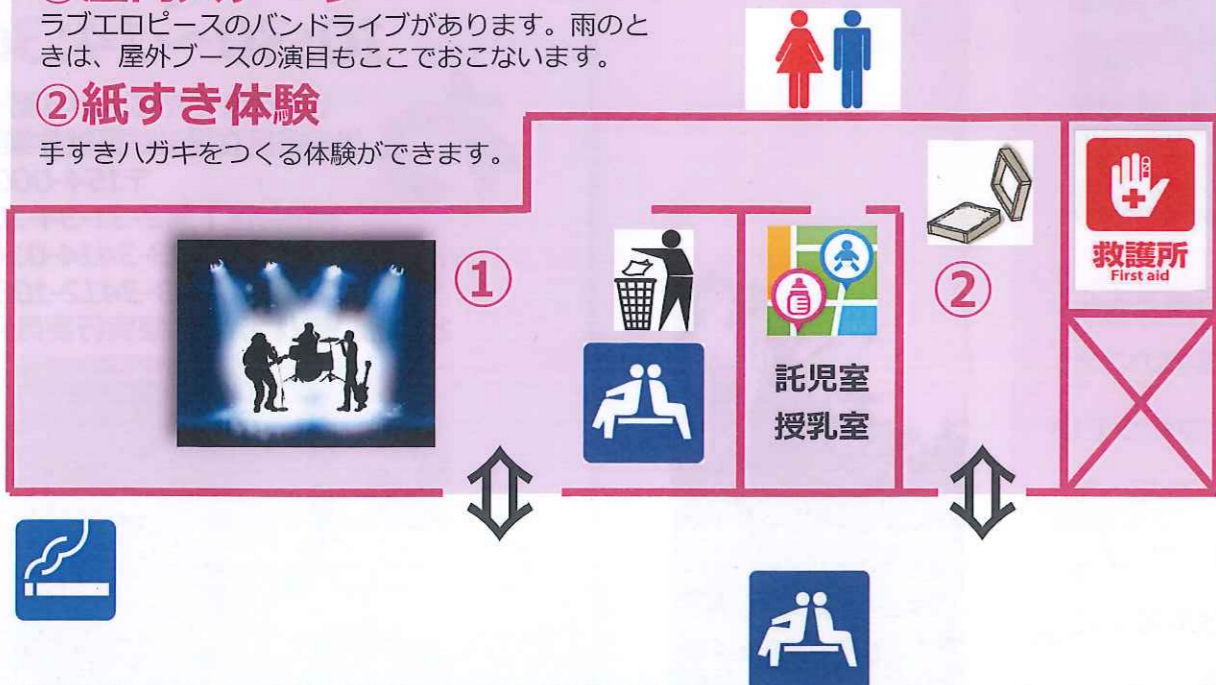 ラブエロピースのバンドライブがあります。雨のと
きは、屋外ブースの演目もここでおこないます。
②紙すき体験
手すきハガキをつくる体験ができます。
①
②
救護所
First aid
託児室
授乳室